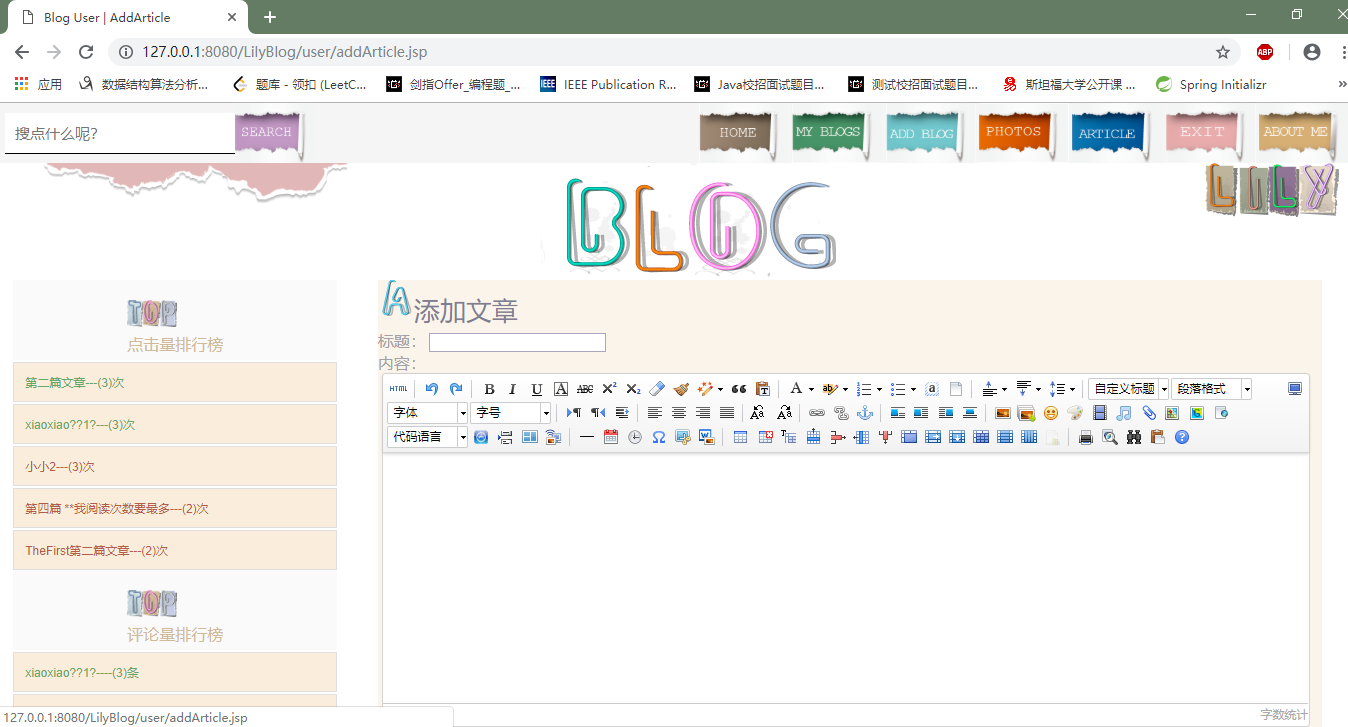 Blog User | AddArticle
127.0.0.1:8080/LilyBlog/user/addArticle.jsp
ABP
应用 数据结构算法分析... 题库 - 领扣 (LeetC... 剑指Offer_编程题_... IEEE IEEE Publication R... Java校招面试题目... 测试校招面试题目... 斯坦福大学公开课 ... Spring Initializr »
搜点什么呢? SEARCH HOME MY BLOGS ADD BLOG PHOTOS ARTICLE EXIT ABOUT ME
LILY
BLOG
TOP
点击量排行榜
第二篇文章---(3)次
xiaoxiao??1?---(3)次
小小2---(3)次
第四篇 **我阅读次数要最多---(2)次
TheFirst第二篇文章---(2)次
TOP
评论量排行榜
xiaoxiao??1?----(3)条
A 添加文章
标题:
内容:
HTML B I U A ABC X² X₂ A ab 自定义标题 段落格式
字体 字号
代码语言
字数统计
127.0.0.1:8080/LilyBlog/user/addArticle.jsp